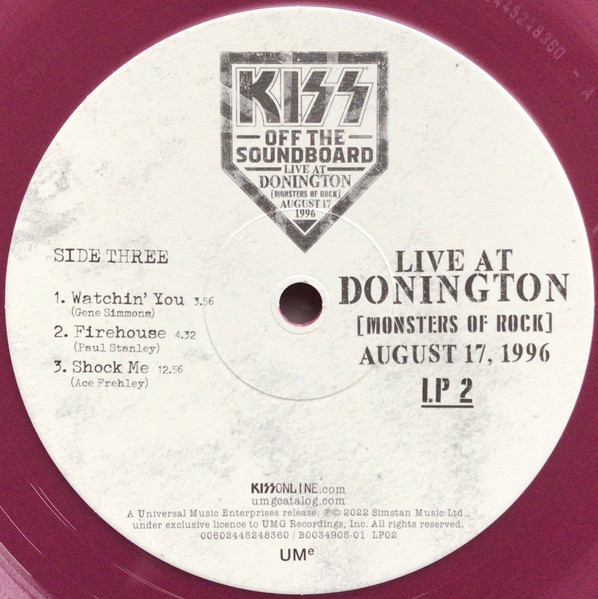 445248360 - A
KISS
OFF THE
SOUNDBOARD
LIVE AT
DONINGTON
[MONSTERS OF ROCK]
AUGUST 17
1996
SIDE THREE
1. Watchin' You 3.56
(Gene Simmons)
2. Firehouse 4.32
(Paul Stanley)
3. Shock Me 12.56
(Ace Frehley)
LIVE AT
DONINGTON
[MONSTERS OF ROCK]
AUGUST 17, 1996
LP 2
KISSONLINE.com
umgcatalog.com
A Universal Music Enterprises release; ℗© 2022 Simstan Music Ltd.,
under exclusive licence to UMG Recordings, Inc. All rights reserved.
00602445248360 / B0034905-01 LP02
UMe